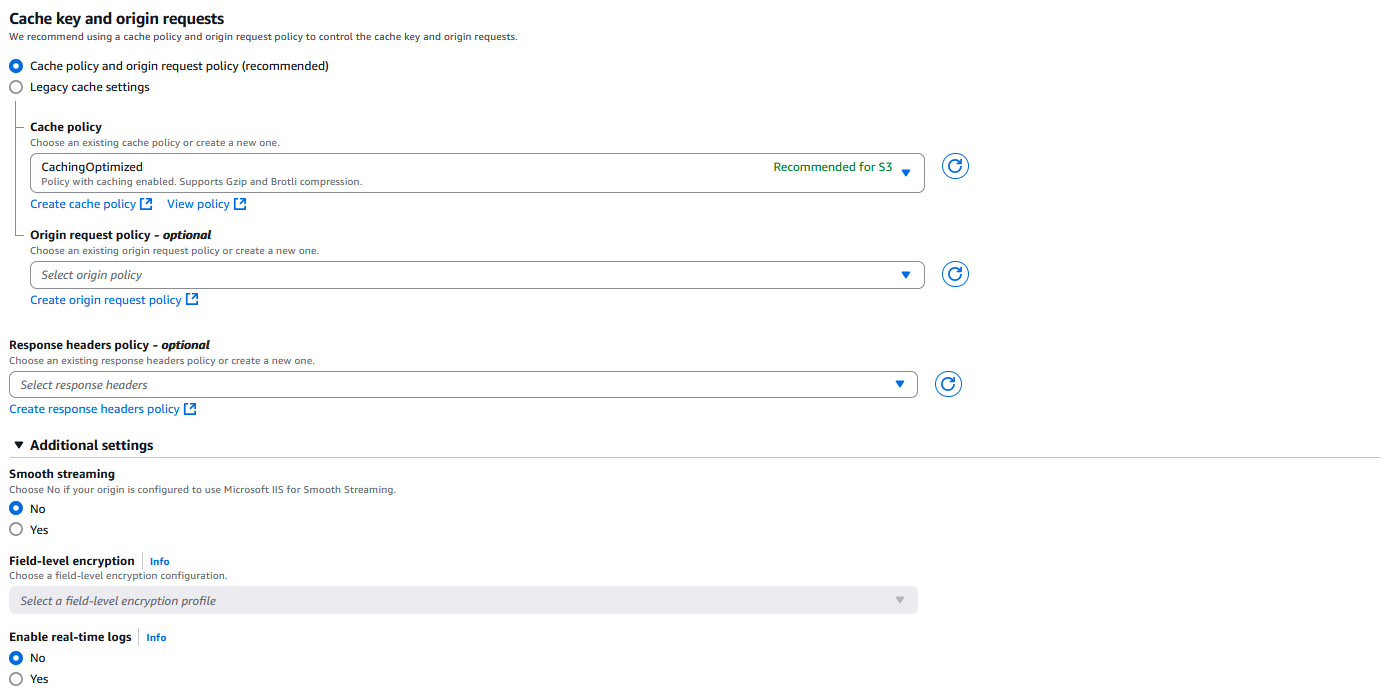 Cache key and origin requests
We recommend using a cache policy and origin request policy to control the cache key and origin requests.
Cache policy and origin request policy (recommended)
Legacy cache settings
Cache policy
Choose an existing cache policy or create a new one.
CachingOptimized Recommended for S3
Policy with caching enabled. Supports Gzip and Brotli compression.
Create cache policy View policy
Origin request policy - optional
Choose an existing origin request policy or create a new one.
Select origin policy
Create origin request policy
Response headers policy - optional
Choose an existing response headers policy or create a new one.
Select response headers
Create response headers policy
Additional settings
Smooth streaming
Choose No if your origin is configured to use Microsoft IIS for Smooth Streaming.
No
Yes
Field-level encryption Info
Choose a field-level encryption configuration.
Select a field-level encryption profile
Enable real-time logs Info
No
Yes